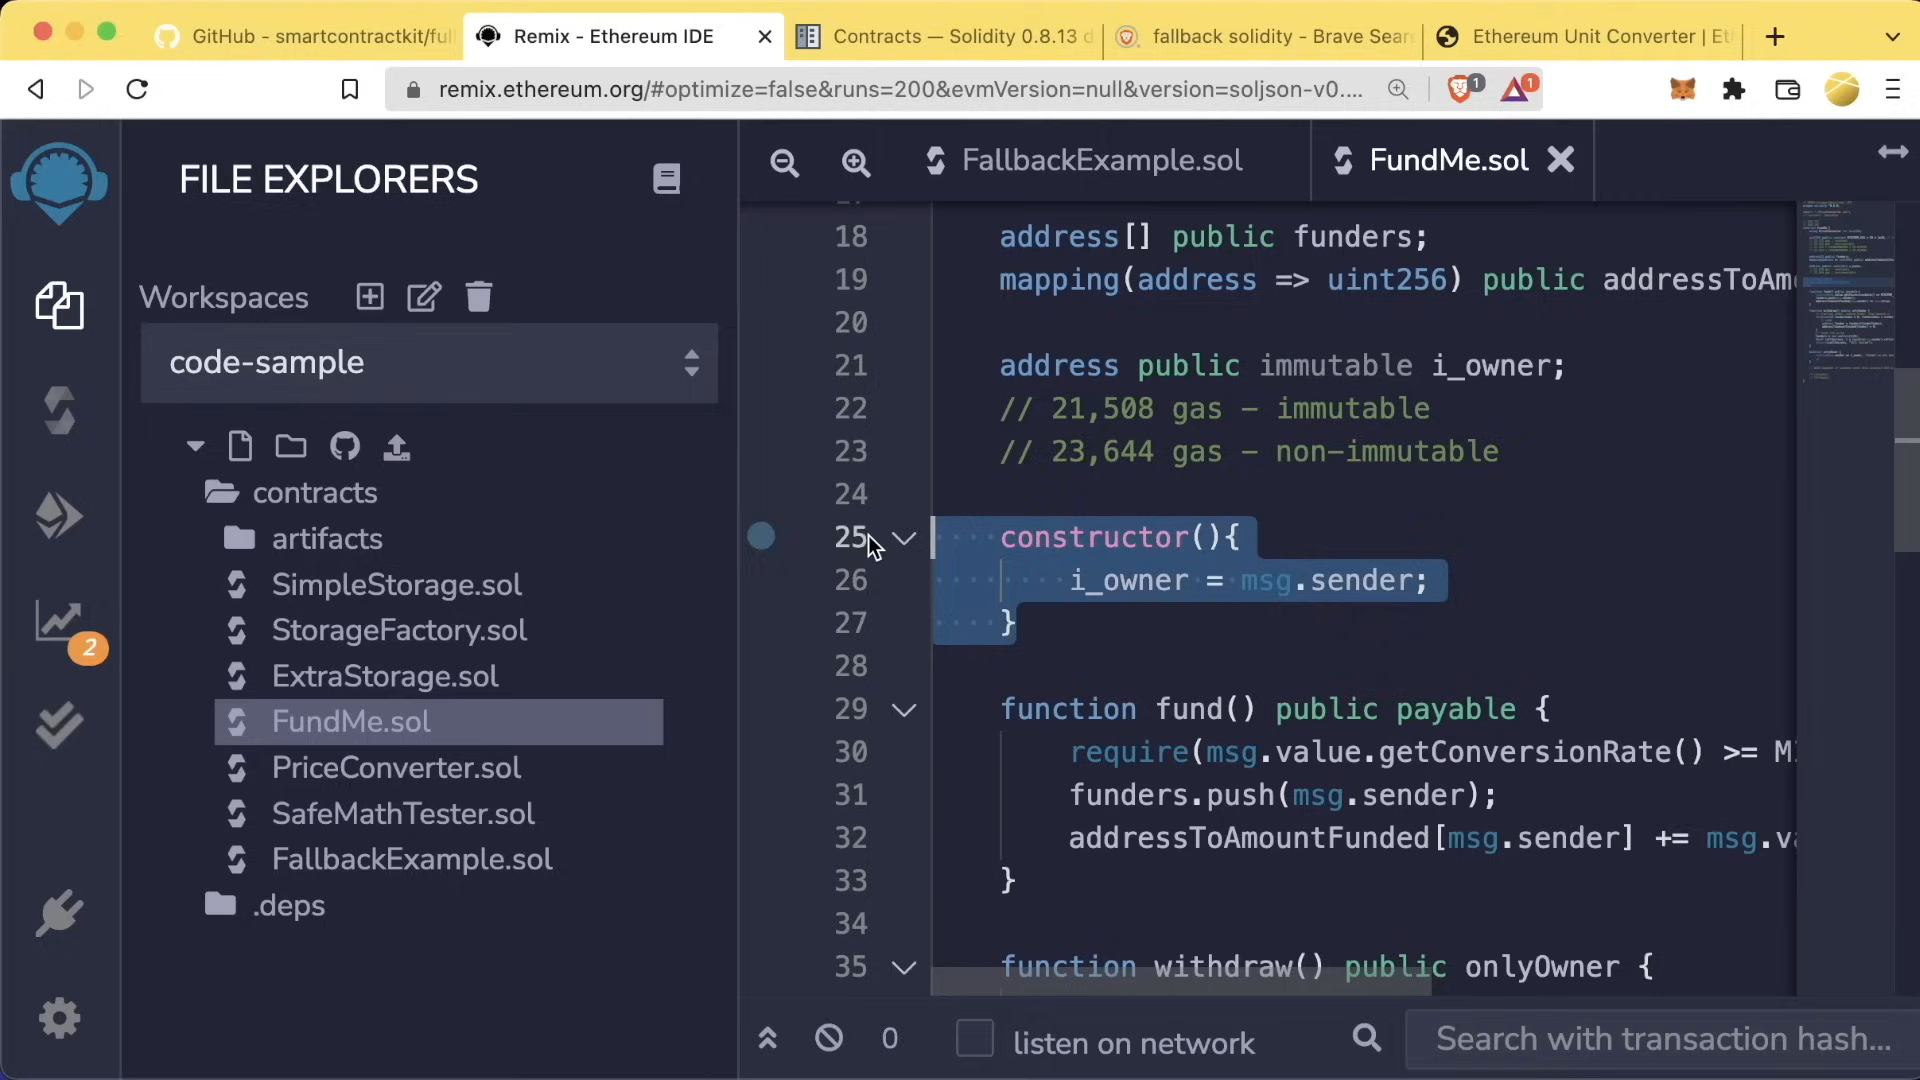 GitHub - smartcontractkit/full
Remix - Ethereum IDE
Contracts — Solidity 0.8.13 d
fallback solidity - Brave Sear
Ethereum Unit Converter | Et
remix.ethereum.org/#optimize=false&runs=200&evmVersion=null&version=soljson-v0....
1
1
FILE EXPLORERS
Workspaces
code-sample
contracts
artifacts
SimpleStorage.sol
StorageFactory.sol
ExtraStorage.sol
FundMe.sol
PriceConverter.sol
SafeMathTester.sol
FallbackExample.sol
.deps
2
FallbackExample.sol
FundMe.sol
18 address[] public funders;
19 mapping(address => uint256) public addressToAm
20
21 address public immutable i_owner;
22 // 21,508 gas - immutable
23 // 23,644 gas - non-immutable
24
25 constructor(){
26 i_owner = msg.sender;
27 }
28
29 function fund() public payable {
30 require(msg.value.getConversionRate() >= M
31 funders.push(msg.sender);
32 addressToAmountFunded[msg.sender] += msg.v
33 }
34
35 function withdraw() public onlyOwner {
0
listen on network
Search with transaction hash...